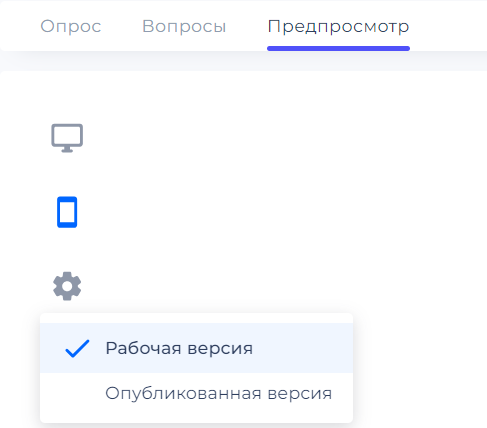 Опрос Вопросы Предпросмотр
Рабочая версия
Опубликованная версия